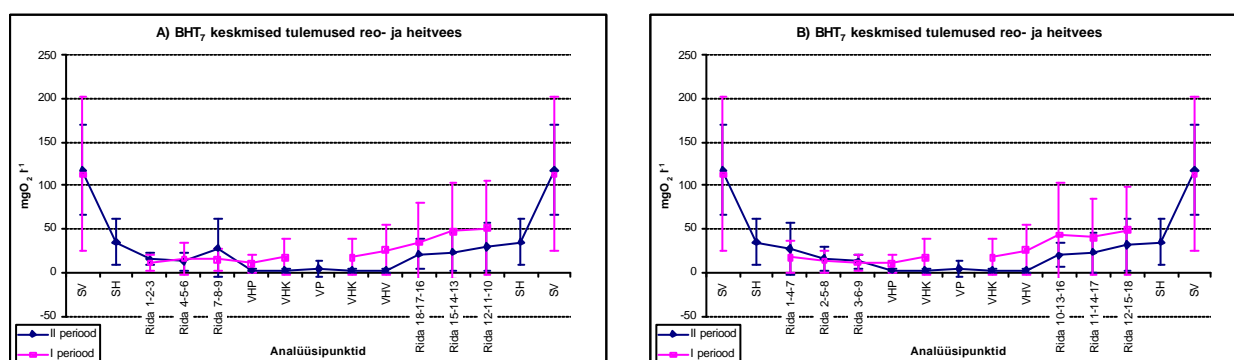 A) BHT7 keskmised tulemused reo- ja heitvees
250
200
150
100
50
0
-50
mgO2 l-1
SV
SH
Rida 1-2-3
Rida 4-5-6
Rida 7-8-9
VHP
VHK
VP
VHK
VHV
Rida 18-17-16
Rida 15-14-13
Rida 12-11-10
SH
SV
II periood
I periood
Analüüsipunktid
B) BHT7 keskmised tulemused reo- ja heitvees
250
200
150
100
50
0
-50
mgO2 l-1
SV
SH
Rida 1-4-7
Rida 2-5-8
Rida 3-6-9
VHP
VHK
VP
VHK
VHV
Rida 10-13-16
Rida 11-14-17
Rida 12-15-18
SH
SV
II periood
I periood
Analüüsipunktid